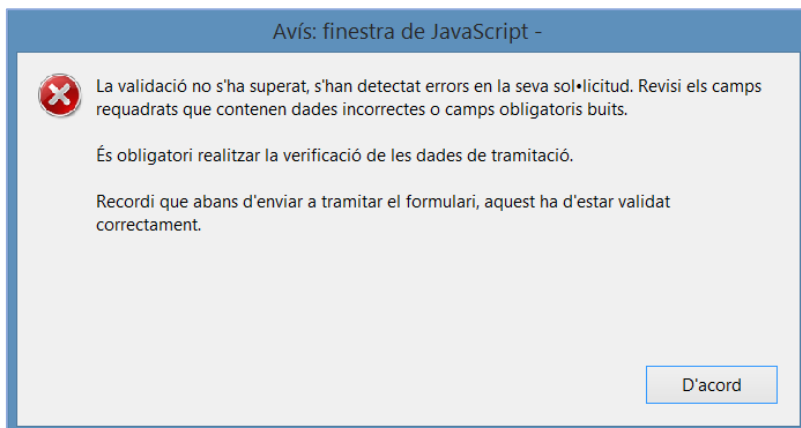 Avís: finestra de JavaScript -
La validació no s'ha superat, s'han detectat errors en la seva sol•licitud. Revisi els camps
requadrats que contenen dades incorrectes o camps obligatoris buits.
És obligatori realitzar la verificació de les dades de tramitació.
Recordi que abans d'enviar a tramitar el formulari, aquest ha d'estar validat
correctament.
D'acord